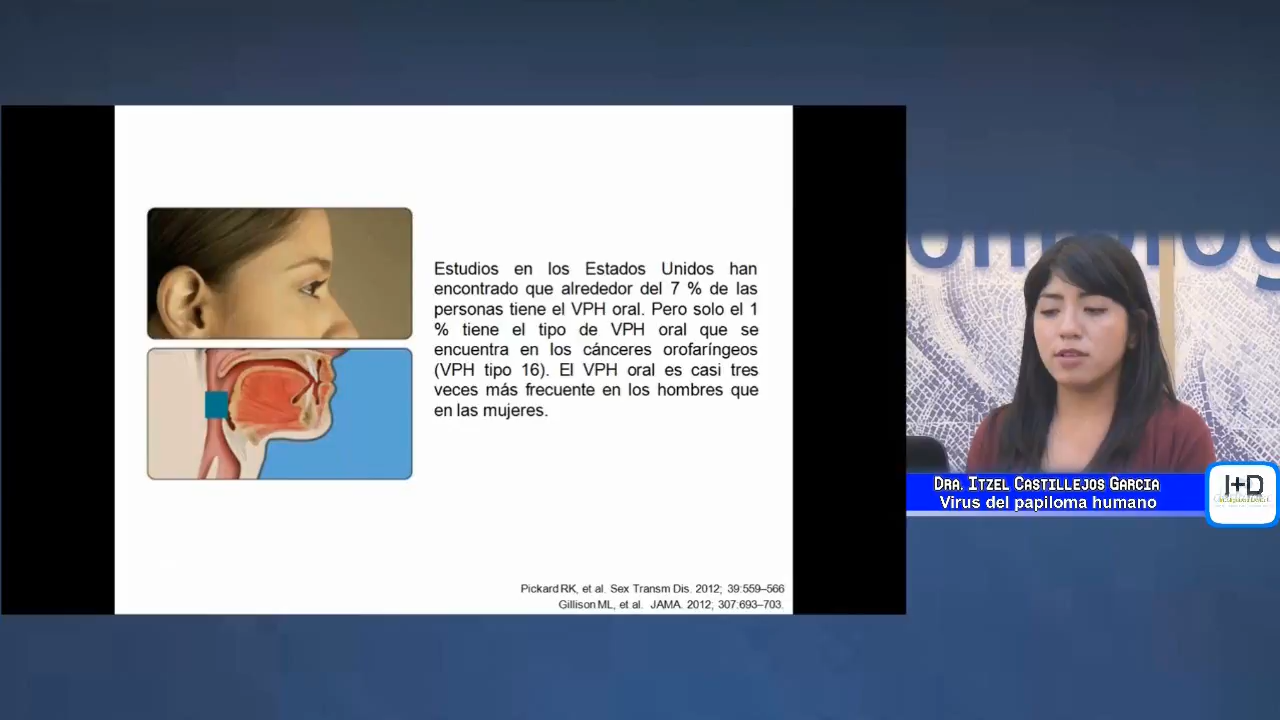 Estudios en los Estados Unidos han
encontrado que alrededor del 7 % de las
personas tiene el VPH oral. Pero solo el 1
% tiene el tipo de VPH oral que se
encuentra en los cánceres orofaríngeos
(VPH tipo 16). El VPH oral es casi tres
veces más frecuente en los hombres que
en las mujeres.
Pickard RK, et al. Sex Transm Dis. 2012; 39:559–566
Gillison ML, et al. JAMA. 2012; 307:693–703.
DRA. ITZEL CASTILLEJOS GARCIA
Virus del papiloma humano
I+D